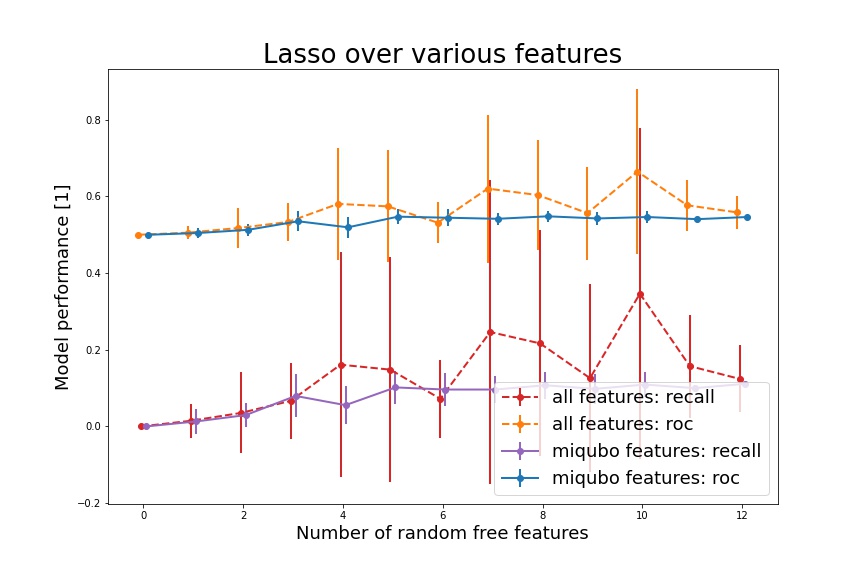 Lasso over various features
Model performance [1]
0.8
0.6
0.4
0.2
0.0
−0.2
all features: recall
all features: roc
miqubo features: recall
miqubo features: roc
0 2 4 6 8 10 12
Number of random free features